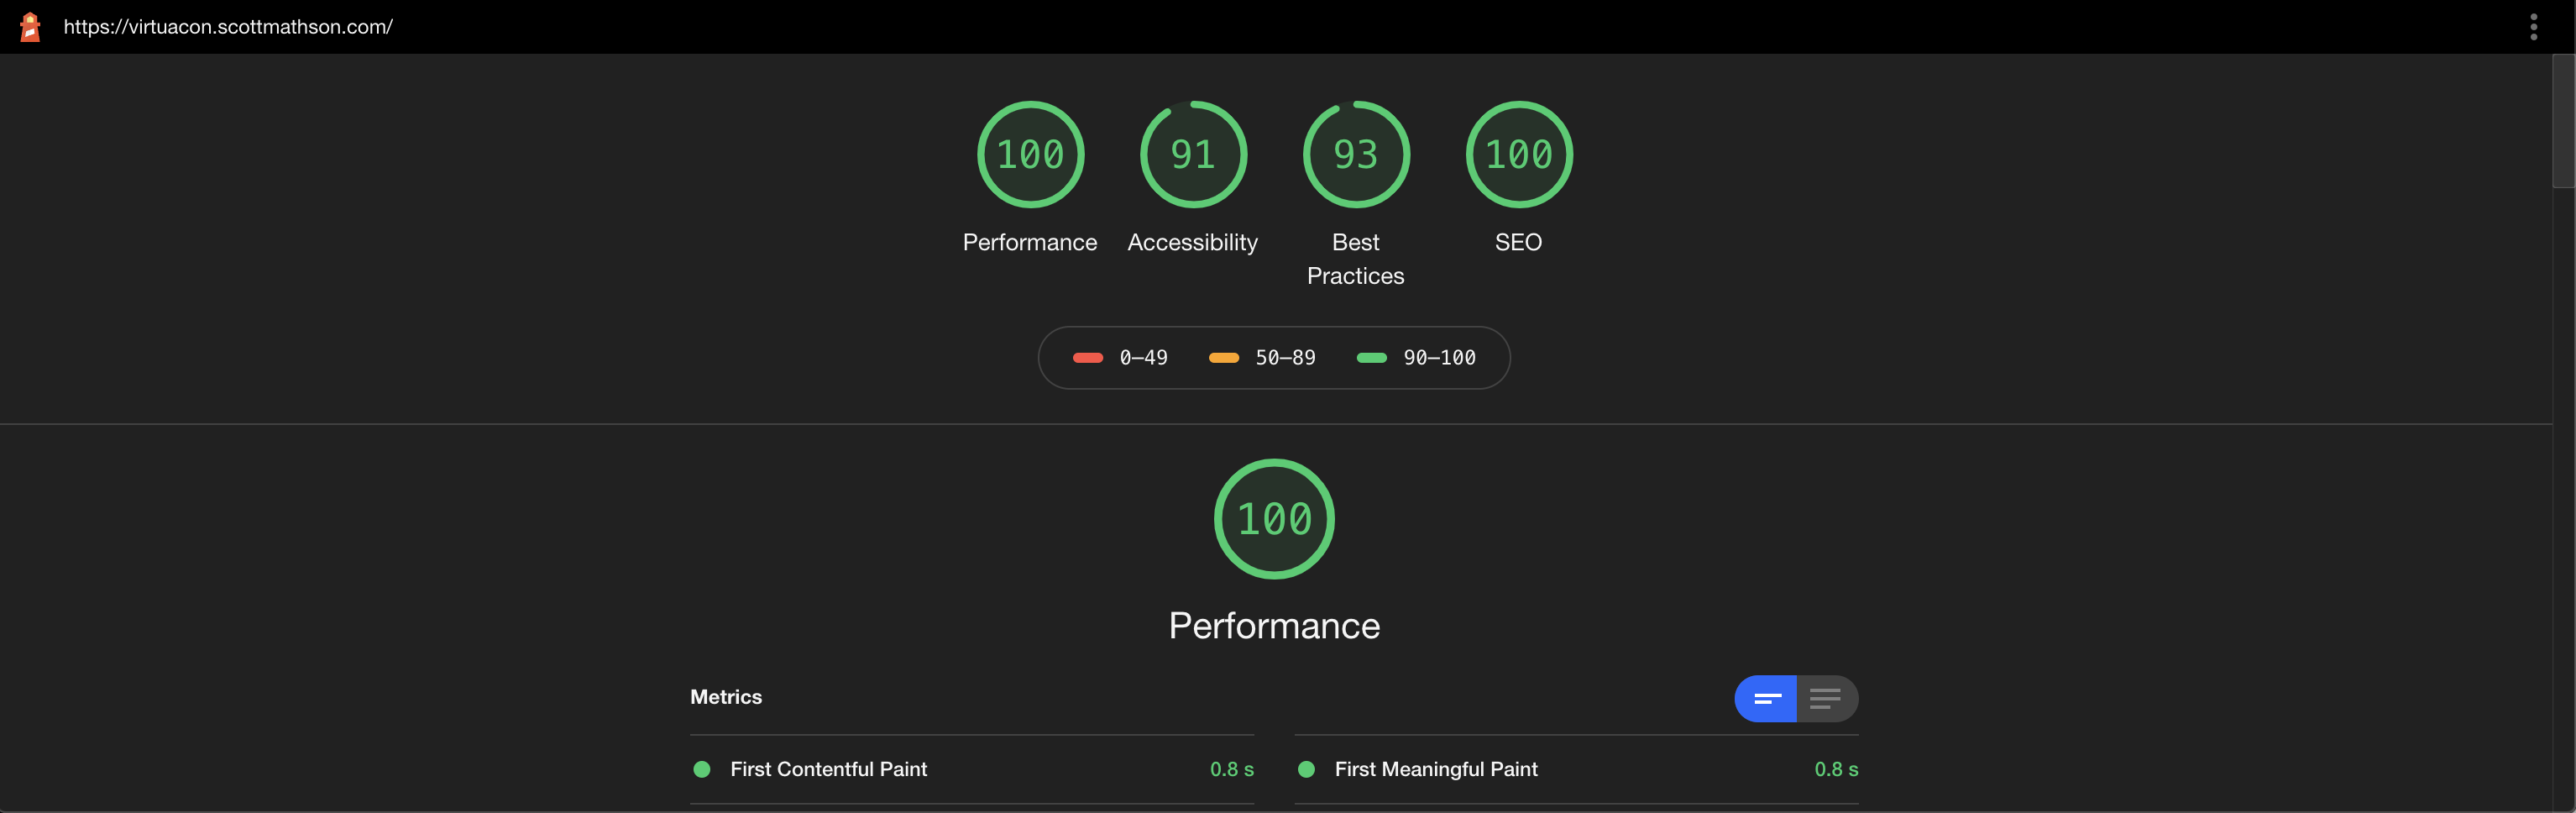 https://virtuacon.scottmathson.com/
100 91 93 100
Performance Accessibility Best Practices SEO
0–49 50–89 90–100
100
Performance
Metrics
First Contentful Paint 0.8 s
First Meaningful Paint 0.8 s